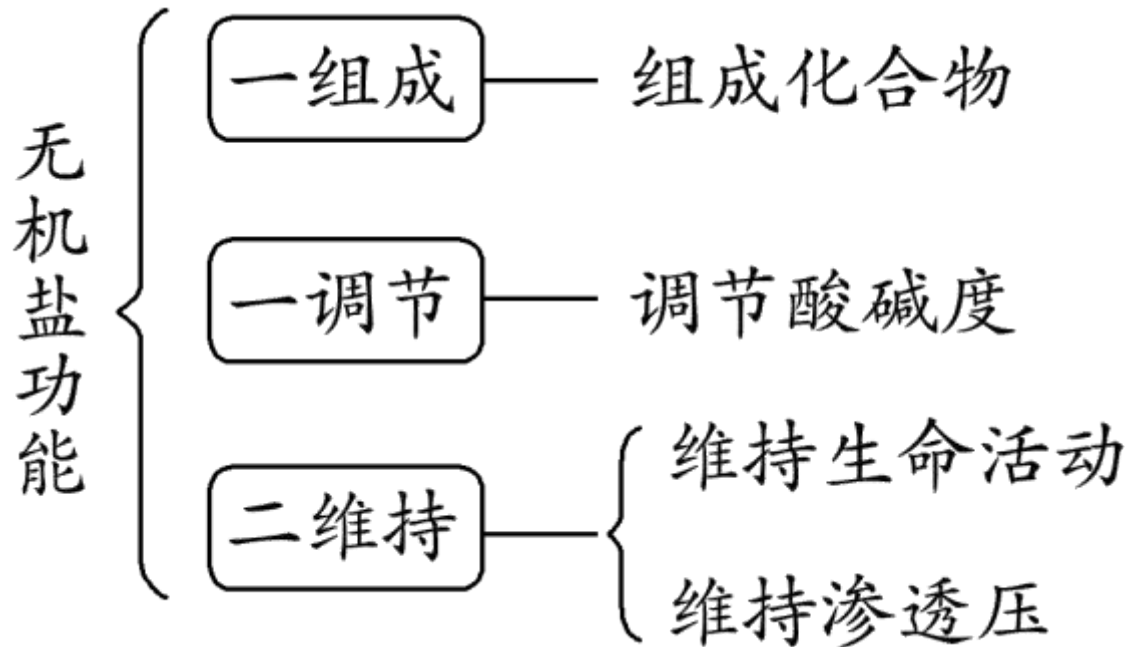 无机盐功能
一组成
组成化合物
一调节
调节酸碱度
二维持
维持生命活动
维持渗透压